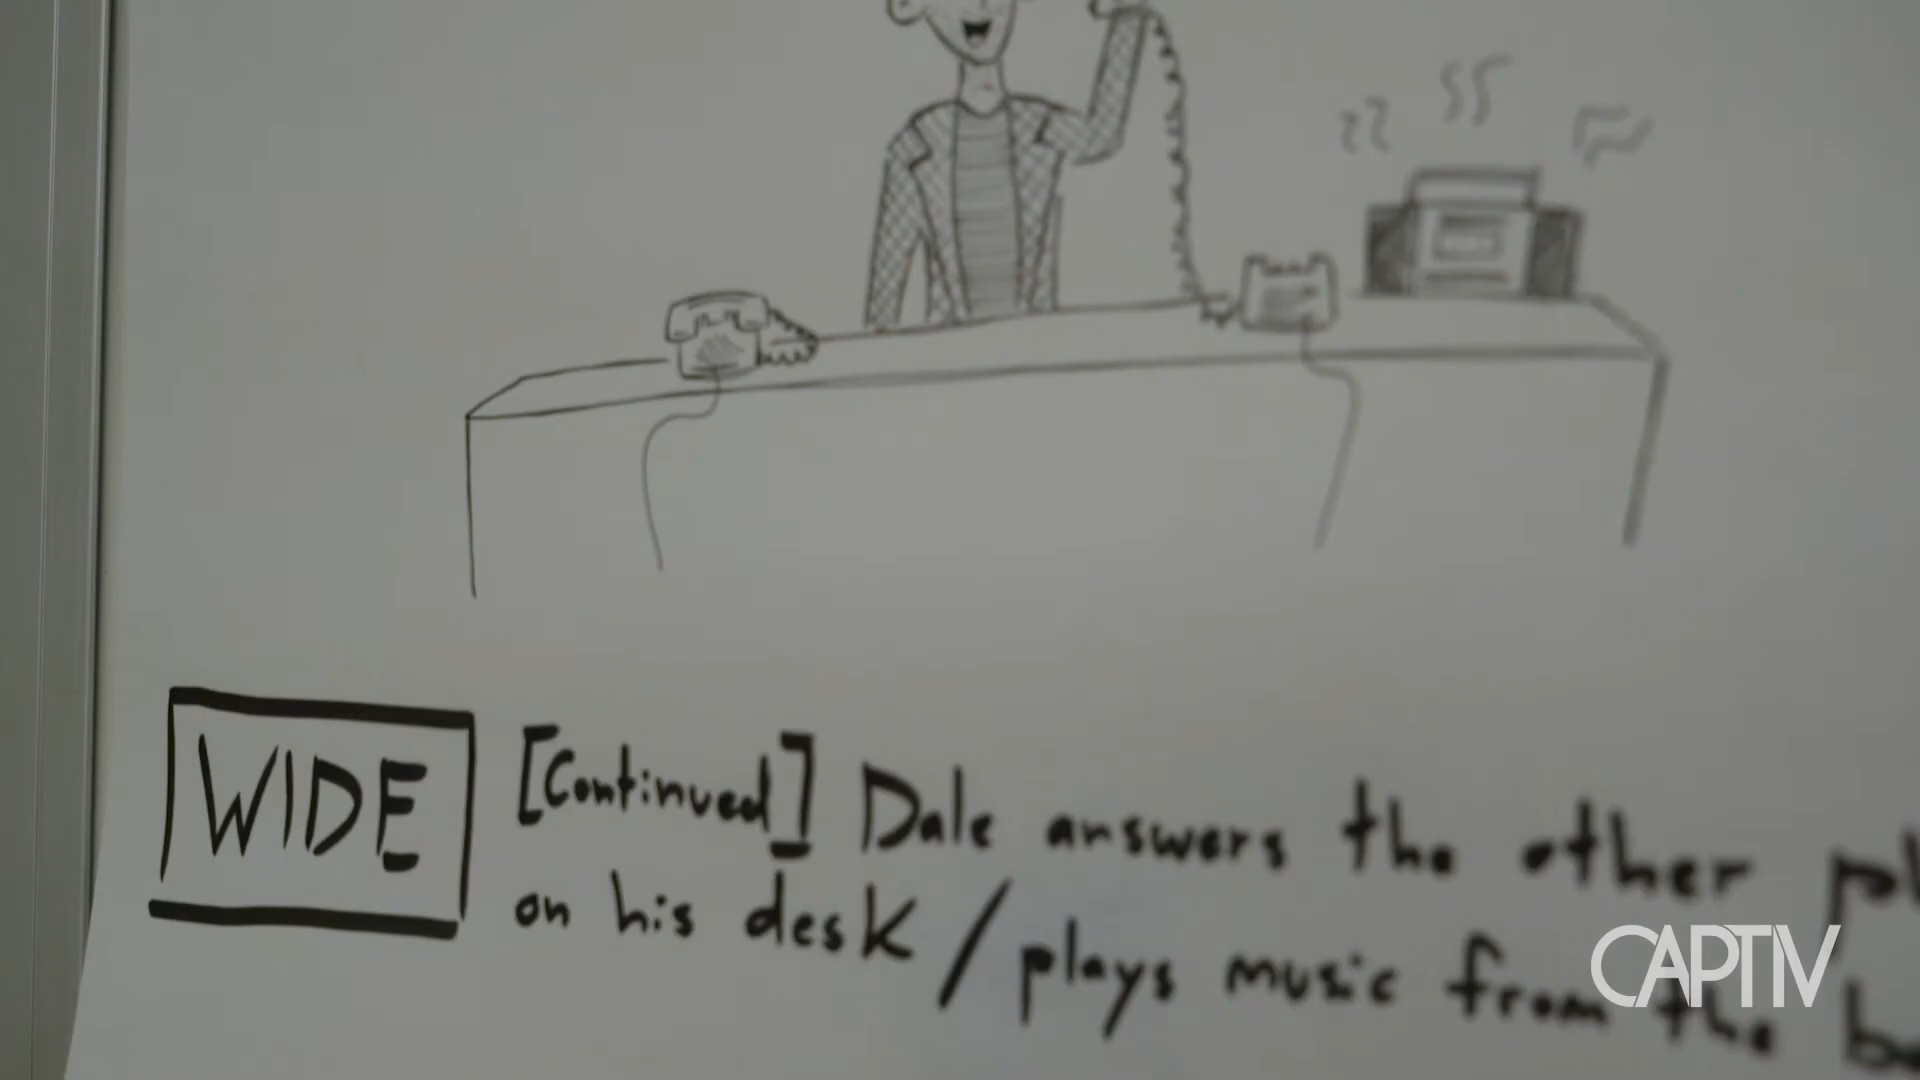 WIDE
[Continued] Dale answers the other
on his desk / plays music from the
CAPTIV